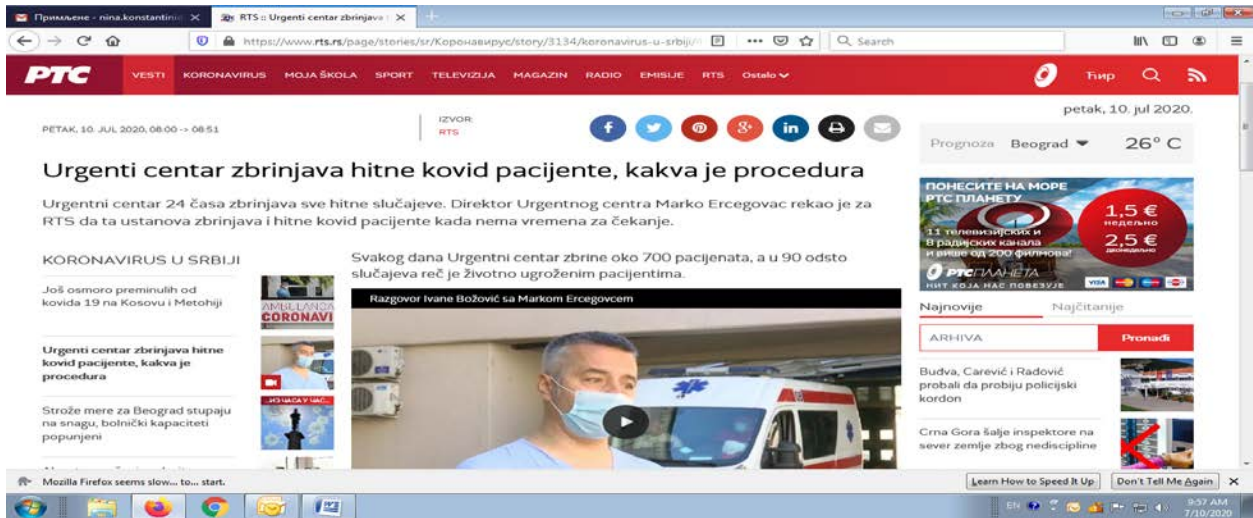 Примљене - nina.konstantini
RTS :: Urgenti centar zbrinjava
https://www.rts.rs/page/stories/sr/Коронавирус/story/3134/koronavirus-u-srbiji/
Search
РТС
VESTI KORONAVIRUS MOJA ŠKOLA SPORT TELEVIZIJA MAGAZIN RADIO EMISIJE RTS Ostalo
Ћир
petak, 10. jul 2020.
PETAK, 10. JUL 2020, 08:00 -> 08:51
IZVOR:
RTS
Prognoza Beograd 26° C
Urgenti centar zbrinjava hitne kovid pacijente, kakva je procedura
Urgentni centar 24 časa zbrinjava sve hitne slučajeve. Direktor Urgentnog centra Marko Ercegovac rekao je za
RTS da ta ustanova zbrinjava i hitne kovid pacijente kada nema vremena za čekanje.
KORONAVIRUS U SRBIJI
Još osmoro preminulih od
kovida 19 na Kosovu i Metohiji
AMBULANTA
CORONAVI
Urgenti centar zbrinjava hitne
kovid pacijente, kakva je
procedura
Strože mere za Beograd stupaju
na snagu, bolnički kapaciteti
popunjeni
...ИЗ ЧАСА У ЧАС...
Svakog dana Urgentni centar zbrine oko 700 pacijenata, a u 90 odsto
slučajeva reč je životno ugroženim pacijentima.
Razgovor Ivane Božović sa Markom Ercegovcem
ПОНЕСИТЕ НА МОРЕ
РТС ПЛАНЕТУ
11 телевизијских и
8 радијских канала
и више од 200 филмова!
1,5 €
недељно
2,5 €
РТСПЛАНЕТА
НИТ КОЈА НАС ПОВЕЗУЈЕ
VISA
Najnovije Najčitanije
ARHIVA Pronađi
Budva, Carević i Radović
probali da probiju policijski
kordon
Crna Gora šalje inspektore na
sever zemlje zbog nediscipline
Mozilla Firefox seems slow... to... start.
Learn How to Speed It Up Don't Tell Me Again
EN
9:57 AM
7/10/2020